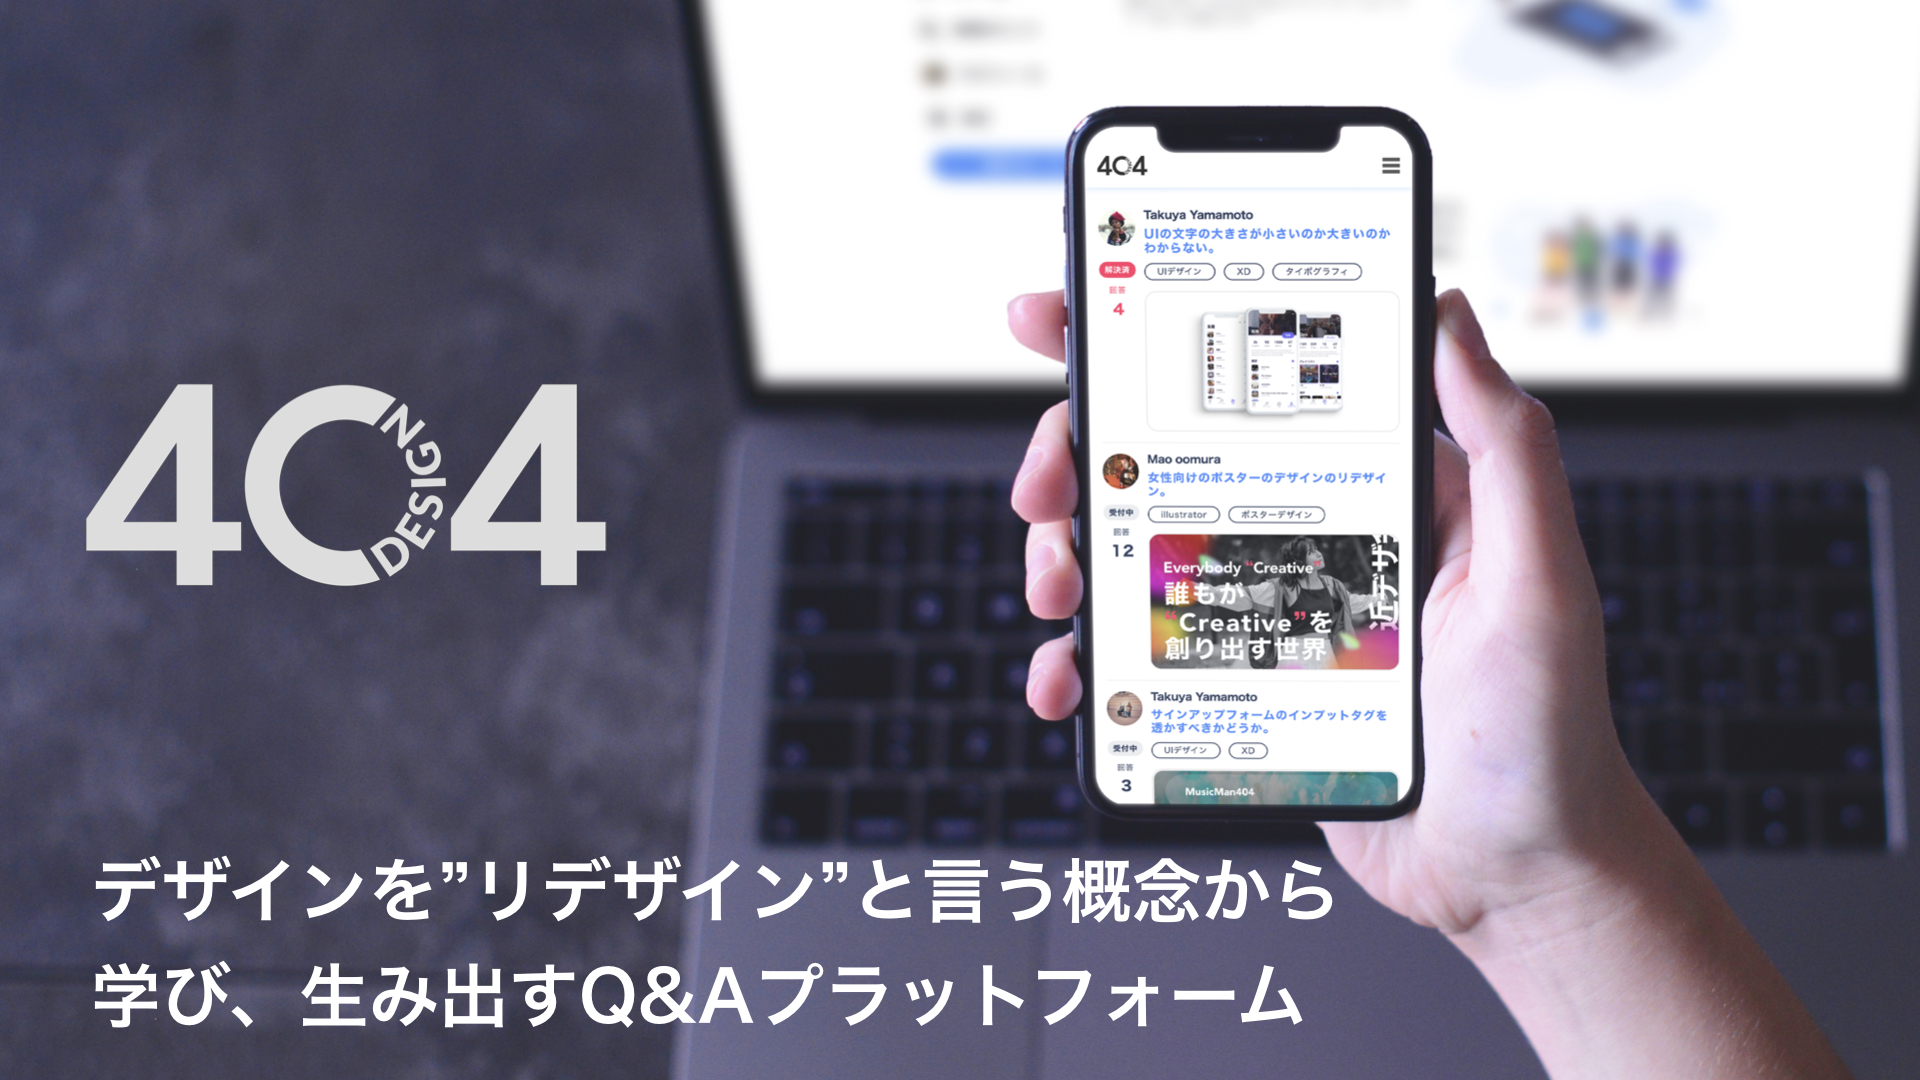 404
DESIGN
404
Takuya Yamamoto
UIの文字の大きさが小さいのか大きいのか
わからない。
解決済
UIデザイン
XD
タイポグラフィ
回答
4
Mao oomura
女性向けのポスターのデザインのリデザイ
ン。
受付中
illustrator
ポスターデザイン
回答
12
Everybody “Creative”
誰もが
“Creative”を
創り出す世界
近デザ
Takuya Yamamoto
サインアップフォームのインプットタグを
透かすべきかどうか。
受付中
UIデザイン
XD
回答
3
MusicMan404
デザインを”リデザイン”と言う概念から
学び、生み出すQ&Aプラットフォーム